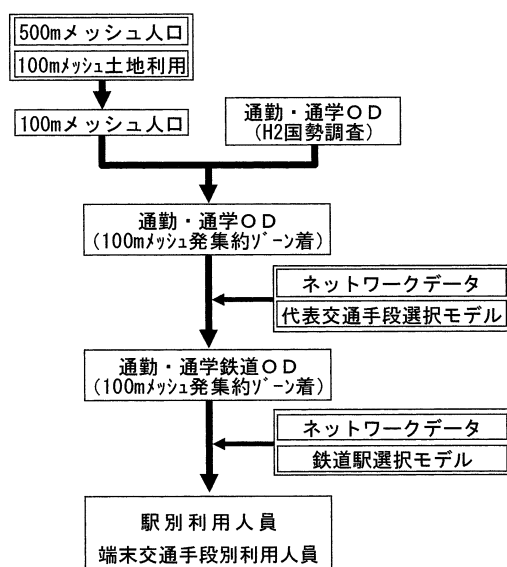 500mメッシュ人口
100mﾒｯｼｭ土地利用
100mメッシュ人口
通勤・通学OD
(H2国勢調査)
通勤・通学OD
(100mﾒｯｼｭ発集約ｿﾞｰﾝ着)
ネットワークデータ
代表交通手段選択モデル
通勤・通学鉄道OD
(100mﾒｯｼｭ発集約ｿﾞｰﾝ着)
ネットワークデータ
鉄道駅選択モデル
駅別利用人員
端末交通手段別利用人員